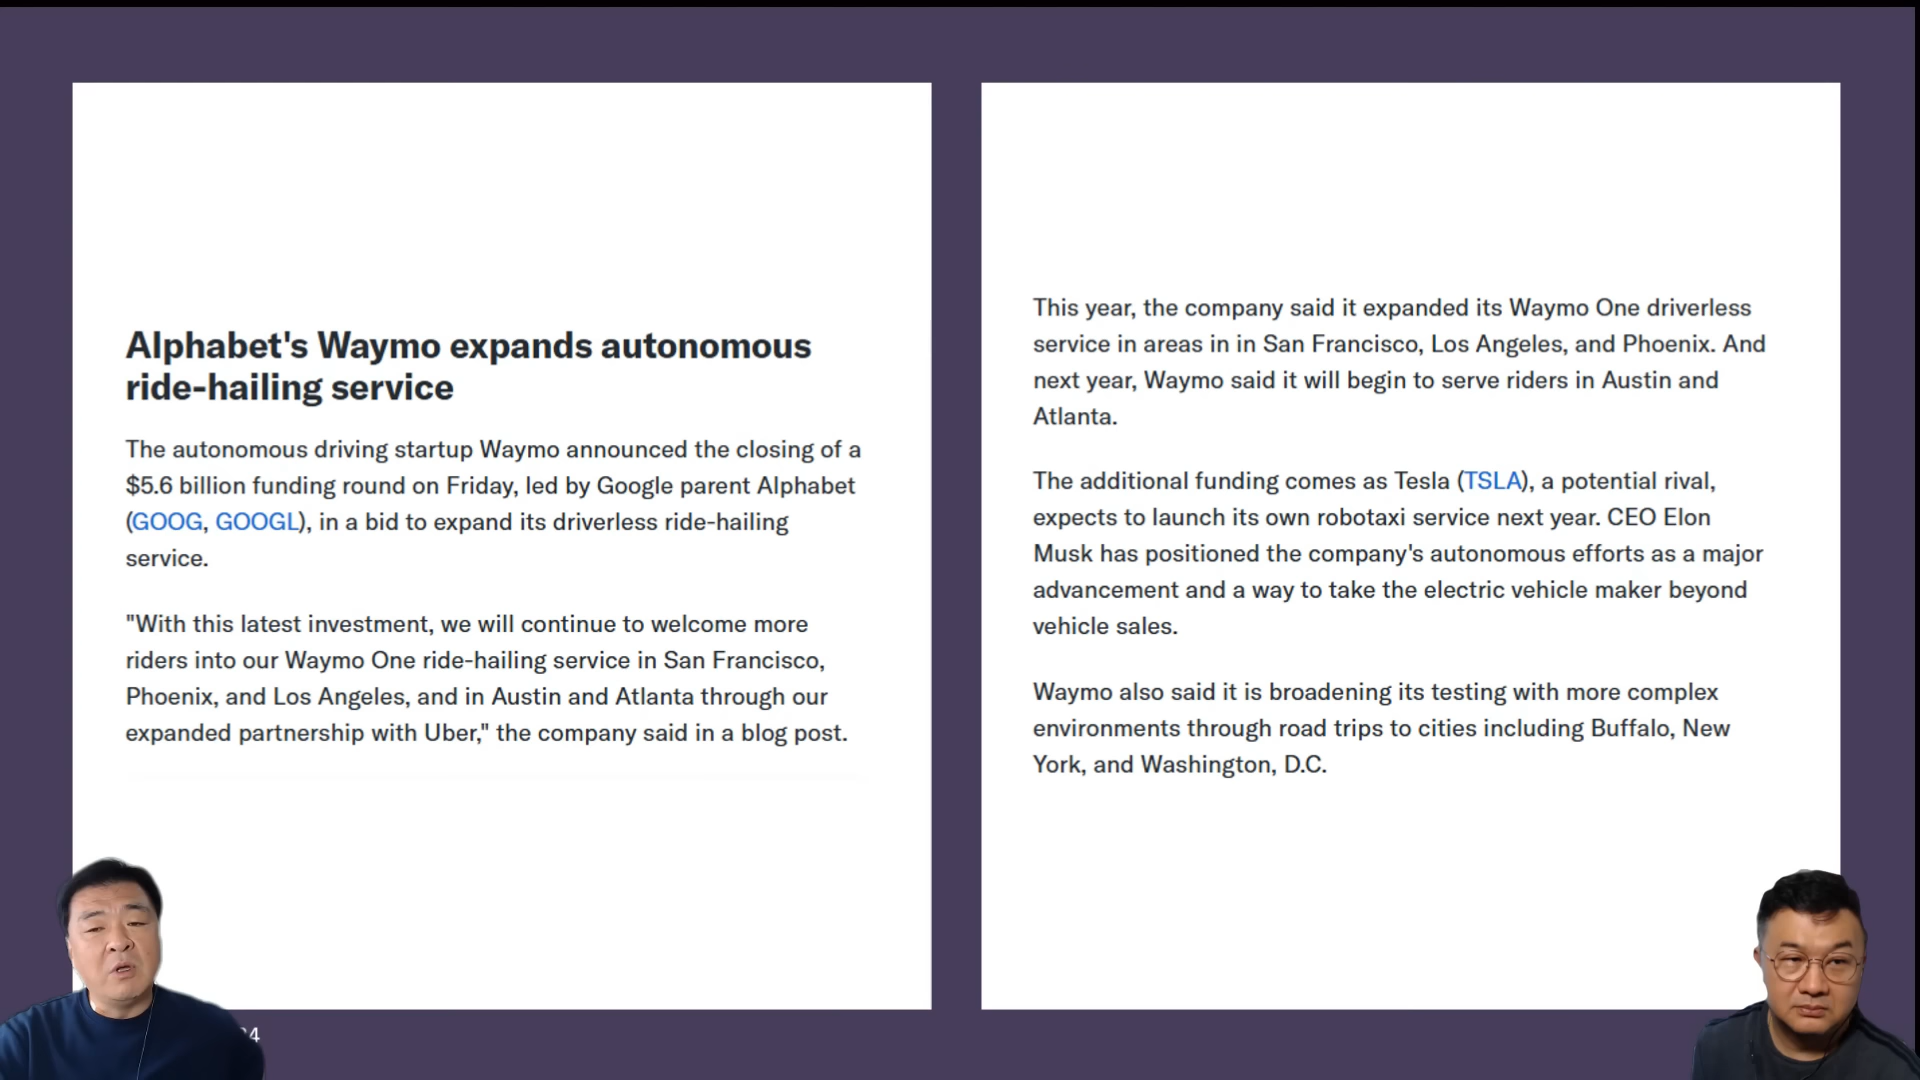 Alphabet's Waymo expands autonomous
ride-hailing service
The autonomous driving startup Waymo announced the closing of a
$5.6 billion funding round on Friday, led by Google parent Alphabet
(GOOG, GOOGL), in a bid to expand its driverless ride-hailing
service.
"With this latest investment, we will continue to welcome more
riders into our Waymo One ride-hailing service in San Francisco,
Phoenix, and Los Angeles, and in Austin and Atlanta through our
expanded partnership with Uber," the company said in a blog post.
This year, the company said it expanded its Waymo One driverless
service in areas in in San Francisco, Los Angeles, and Phoenix. And
next year, Waymo said it will begin to serve riders in Austin and
Atlanta.
The additional funding comes as Tesla (TSLA), a potential rival,
expects to launch its own robotaxi service next year. CEO Elon
Musk has positioned the company's autonomous efforts as a major
advancement and a way to take the electric vehicle maker beyond
vehicle sales.
Waymo also said it is broadening its testing with more complex
environments through road trips to cities including Buffalo, New
York, and Washington, D.C.